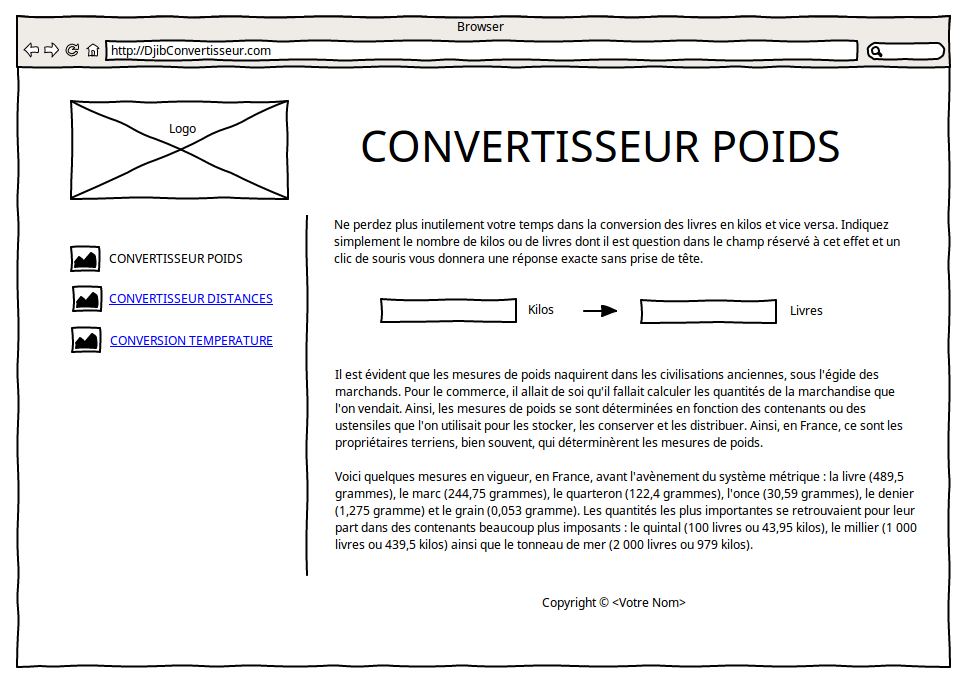 Browser
http://DjibConvertisseur.com
Logo
CONVERTISSEUR POIDS
CONVERTISSEUR POIDS
CONVERTISSEUR DISTANCES
CONVERSION TEMPERATURE
Ne perdez plus inutilement votre temps dans la conversion des livres en kilos et vice versa. Indiquez
simplement le nombre de kilos ou de livres dont il est question dans le champ réservé à cet effet et un
clic de souris vous donnera une réponse exacte sans prise de tête.
Kilos
Livres
Il est évident que les mesures de poids naquirent dans les civilisations anciennes, sous l'égide des
marchands. Pour le commerce, il allait de soi qu'il fallait calculer les quantités de la marchandise que
l'on vendait. Ainsi, les mesures de poids se sont déterminées en fonction des contenants ou des
ustensiles que l'on utilisait pour les stocker, les conserver et les distribuer. Ainsi, en France, ce sont les
propriétaires terriens, bien souvent, qui déterminèrent les mesures de poids.
Voici quelques mesures en vigueur, en France, avant l'avènement du système métrique : la livre (489,5
grammes), le marc (244,75 grammes), le quarteron (122,4 grammes), l'once (30,59 grammes), le denier
(1,275 gramme) et le grain (0,053 gramme). Les quantités les plus importantes se retrouvaient pour leur
part dans des contenants beaucoup plus imposants : le quintal (100 livres ou 43,95 kilos), le millier (1 000
livres ou 439,5 kilos) ainsi que le tonneau de mer (2 000 livres ou 979 kilos).
Copyright © <Votre Nom>